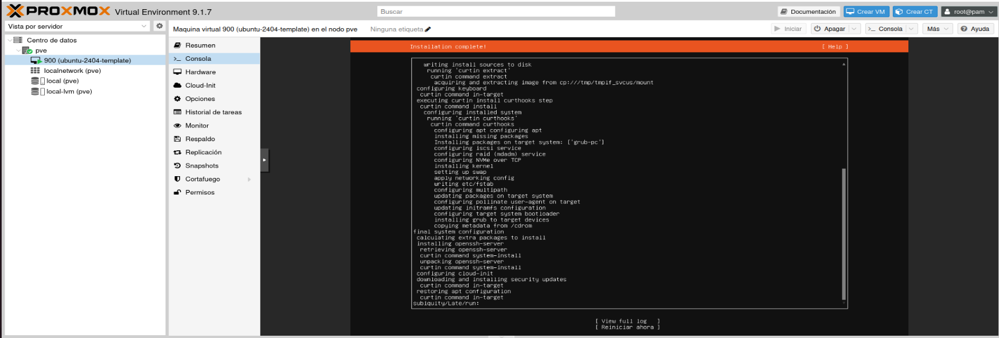 PROXMOX Virtual Environment 9.1.7
Buscar
Documentación
Crear VM
Crear CT
root@pam
Vista por servidor
Maquina virtual 900 (ubuntu-2404-template) en el nodo pve
Ninguna etiqueta
Iniciar
Apagar
Consola
Más
Ayuda
Centro de datos
pve
900 (ubuntu-2404-template)
localnetwork (pve)
local (pve)
local-lvm (pve)
Resumen
Consola
Hardware
Cloud-Init
Opciones
Historial de tareas
Monitor
Respaldo
Replicación
Snapshots
Cortafuego
Permisos
Installation complete!
[ Help ]
writing install sources to disk
running 'curtin extract'
curtin command extract
acquiring and extracting image from cp:///tmp/tmpif_svcus/mount
configuring keyboard
curtin command in-target
executing curtin install curthooks step
curtin command install
configuring installed system
running 'curtin curthooks'
curtin command curthooks
configuring apt configuring apt
installing missing packages
Installing packages on target system: ['grub-pc']
configuring iscsi service
configuring raid (mdadm) service
configuring NVMe over TCP
installing kernel
setting up swap
apply networking config
writing etc/fstab
configuring multipath
updating packages on target system
configuring pollinate user-agent on target
updating initramfs configuration
configuring target system bootloader
installing grub to target devices
copying metadata from /cdrom
final system configuration
calculating extra packages to install
installing openssh-server
retrieving openssh-server
curtin command system-install
unpacking openssh-server
curtin command system-install
configuring cloud-init
downloading and installing security updates
curtin command in-target
restoring apt configuration
curtin command in-target
subiquity/Late/run:
[ View full log ]
[ Reiniciar ahora ]